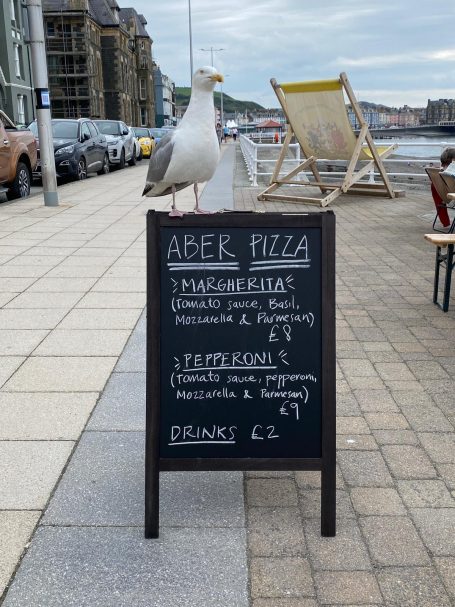 ABER PIZZA
MARGHERITA
(Tomato sauce, Basil,
Mozzarella & Parmesan)
£8
PEPPERONI
(Tomato sauce, pepperoni,
Mozzarella & Parmesan)
£9
DRINKS £2